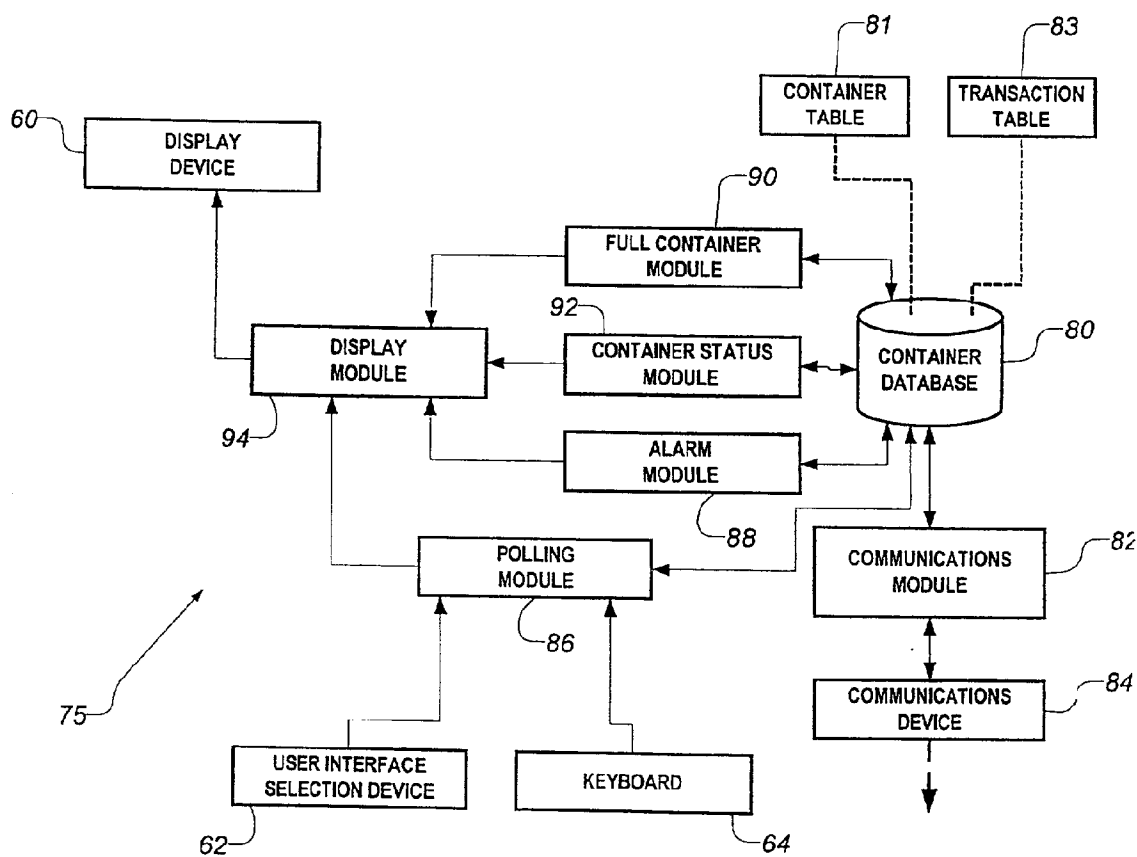 81
83
CONTAINER
TABLE
TRANSACTION
TABLE
60
DISPLAY
DEVICE
90
FULL CONTAINER
MODULE
92
CONTAINER STATUS
MODULE
CONTAINER
DATABASE
80
DISPLAY
MODULE
94
ALARM
MODULE
88
POLLING
MODULE
86
COMMUNICATIONS
MODULE
82
75
COMMUNICATIONS
DEVICE
84
USER INTERFACE
SELECTION DEVICE
62
KEYBOARD
64